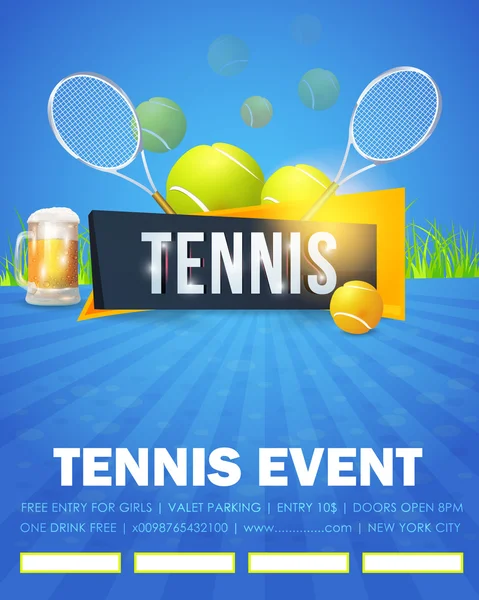 TENNIS
TENNIS EVENT
FREE ENTRY FOR GIRLS | VALET PARKING | ENTRY 10$ | DOORS OPEN 8PM
ONE DRINK FREE | x0098765432100 | www..............com | NEW YORK CITY